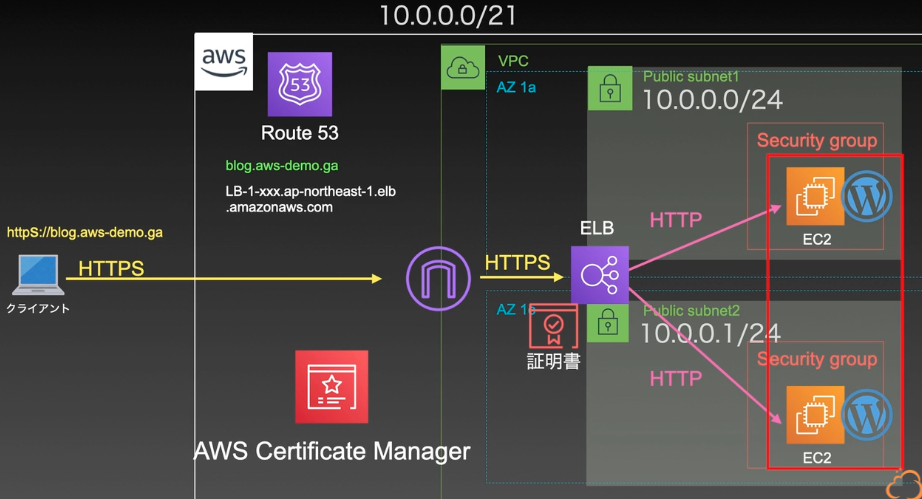 10.0.0.0/21
aws
53
Route 53
blog.aws-demo.ga
LB-1-xxx.ap-northeast-1.elb
.amazonaws.com
VPC
AZ 1a
Public subnet1
10.0.0.0/24
Security group
EC2
HTTP
ELB
httpS://blog.aws-demo.ga
HTTPS
クライアント
HTTPS
AZ 1
Public subnet2
10.0.0.1/24
証明書
Security group
HTTP
EC2
AWS Certificate Manager